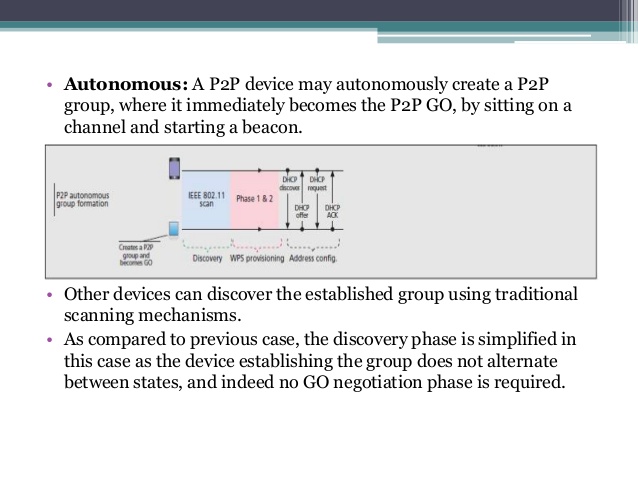 • Autonomous: A P2P device may autonomously create a P2P
group, where it immediately becomes the P2P GO, by sitting on a
channel and starting a beacon.
P2P autonomous
group formation
IEEE 802.11
scan
Phase 1 & 2
DHCP
discover
DHCP
request
DHCP
offer
DHCP
ACK
Creates a P2P
group and
becomes GO
Discovery
WPS provisioning
Address config.
• Other devices can discover the established group using traditional
scanning mechanisms.
• As compared to previous case, the discovery phase is simplified in
this case as the device establishing the group does not alternate
between states, and indeed no GO negotiation phase is required.